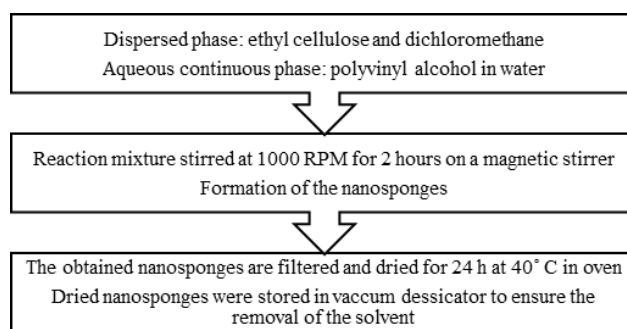 Dispersed phase: ethyl cellulose and dichloromethane
Aqueous continuous phase: polyvinyl alcohol in water
Reaction mixture stirred at 1000 RPM for 2 hours on a magnetic stirrer
Formation of the nanosponges
The obtained nanosponges are filtered and dried for 24 h at 40˚ C in oven
Dried nanosponges were stored in vaccum dessicator to ensure the
removal of the solvent